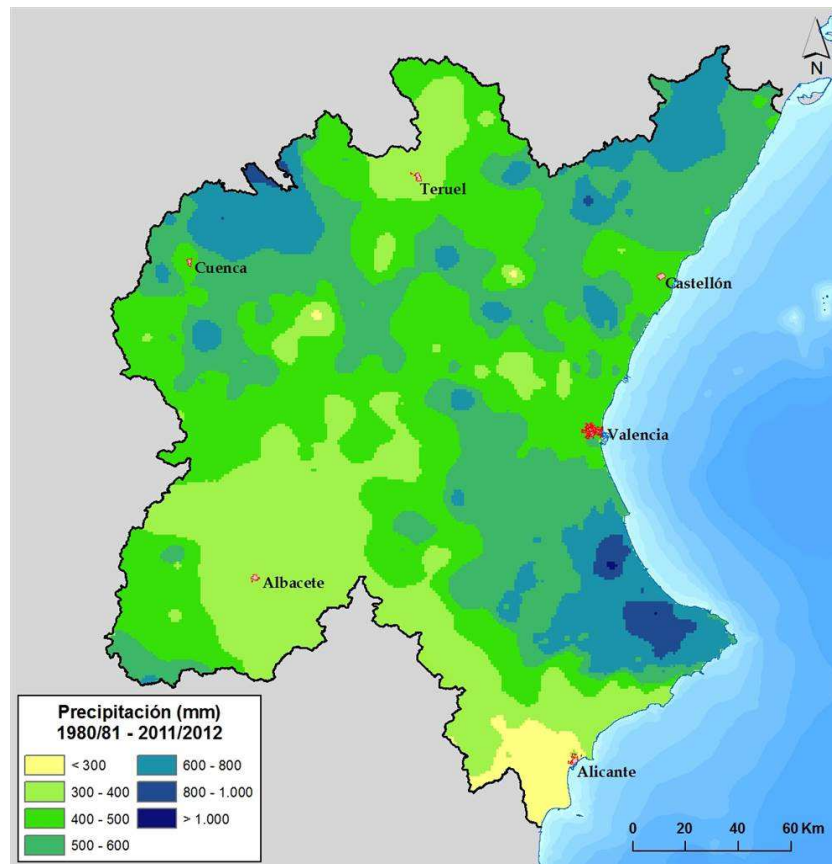 N
Teruel
Cuenca
Castellón
Valencia
Albacete
Alicante
Precipitación (mm)
1980/81 - 2011/2012
< 300
300 - 400
400 - 500
500 - 600
600 - 800
800 - 1.000
> 1.000
0 20 40 60 Km